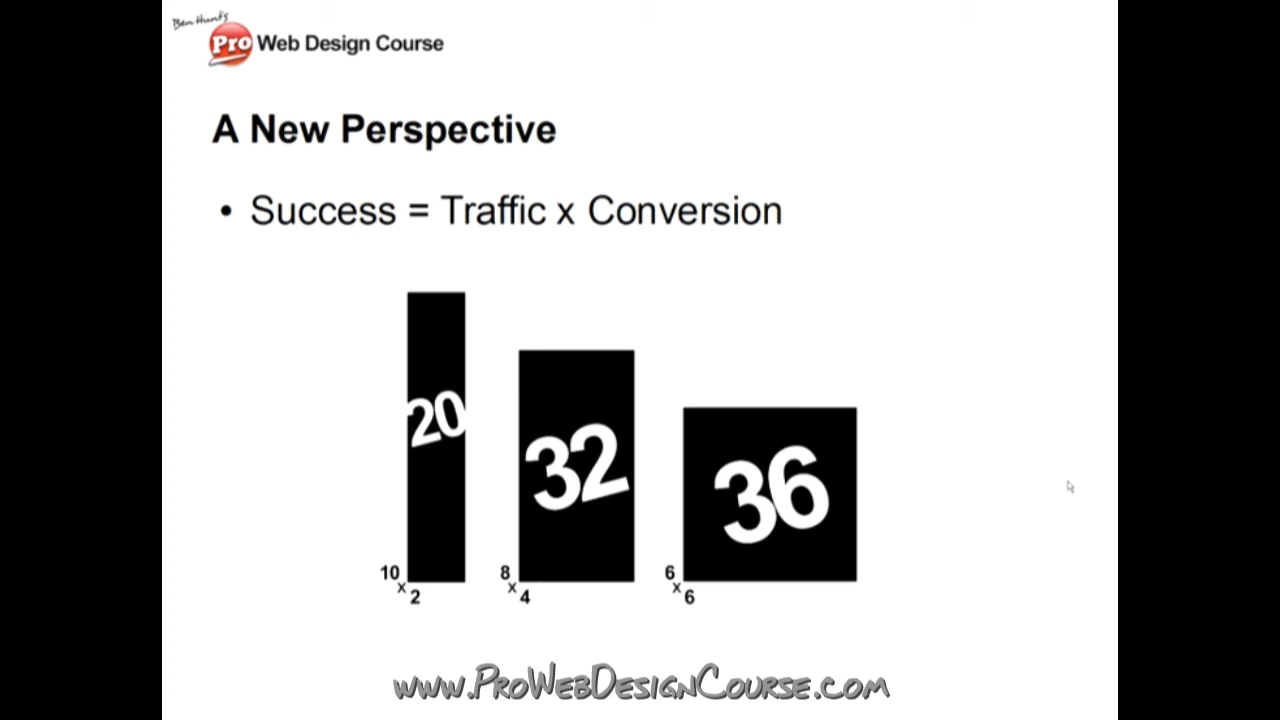 Ben Hunt's
Pro Web Design Course
A New Perspective
• Success = Traffic x Conversion
20
32
36
10
x
2
8
x
4
6
x
6
www.ProWebDesignCourse.com